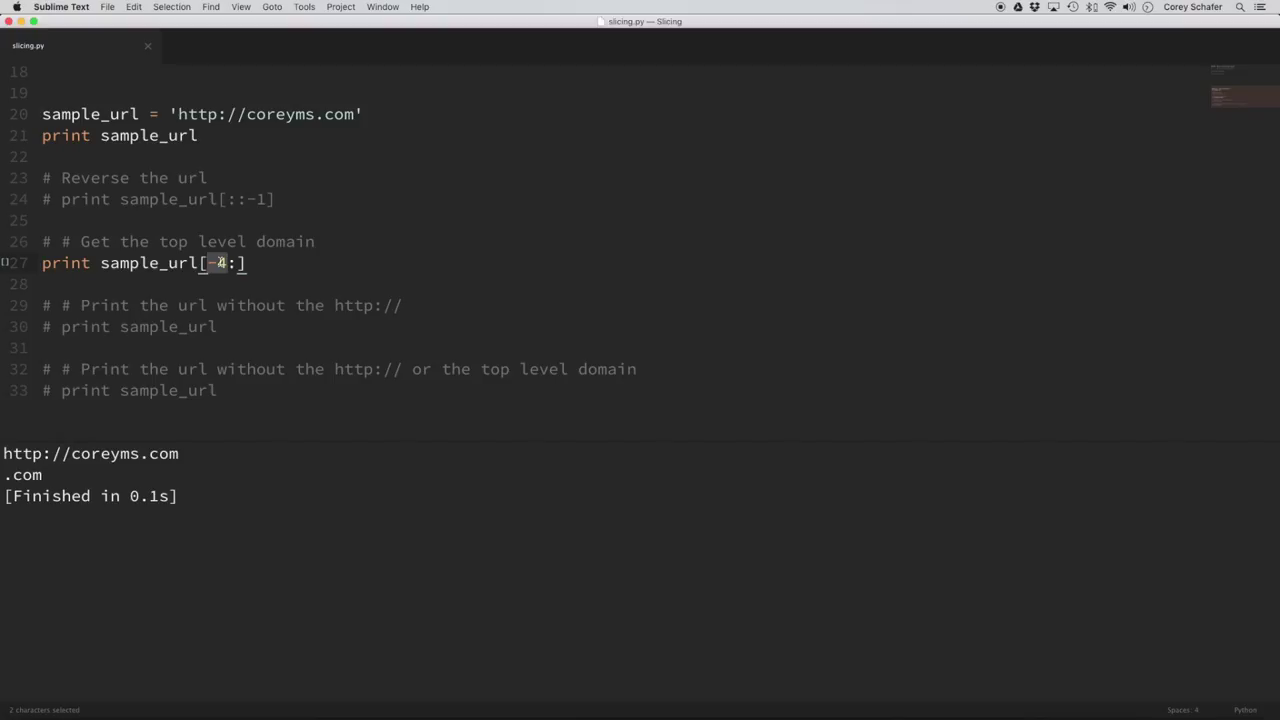 Sublime Text File Edit Selection Find View Goto Tools Project Window Help Corey Schafer
slicing.py — Slicing
slicing.py
18
19
20 sample_url = 'http://coreyms.com'
21 print sample_url
22
23 # Reverse the url
24 # print sample_url[::-1]
25
26 # # Get the top level domain
27 print sample_url[-4:]
28
29 # # Print the url without the http://
30 # print sample_url
31
32 # # Print the url without the http:// or the top level domain
33 # print sample_url
http://coreyms.com
.com
[Finished in 0.1s]
2 characters selected Spaces: 4 Python